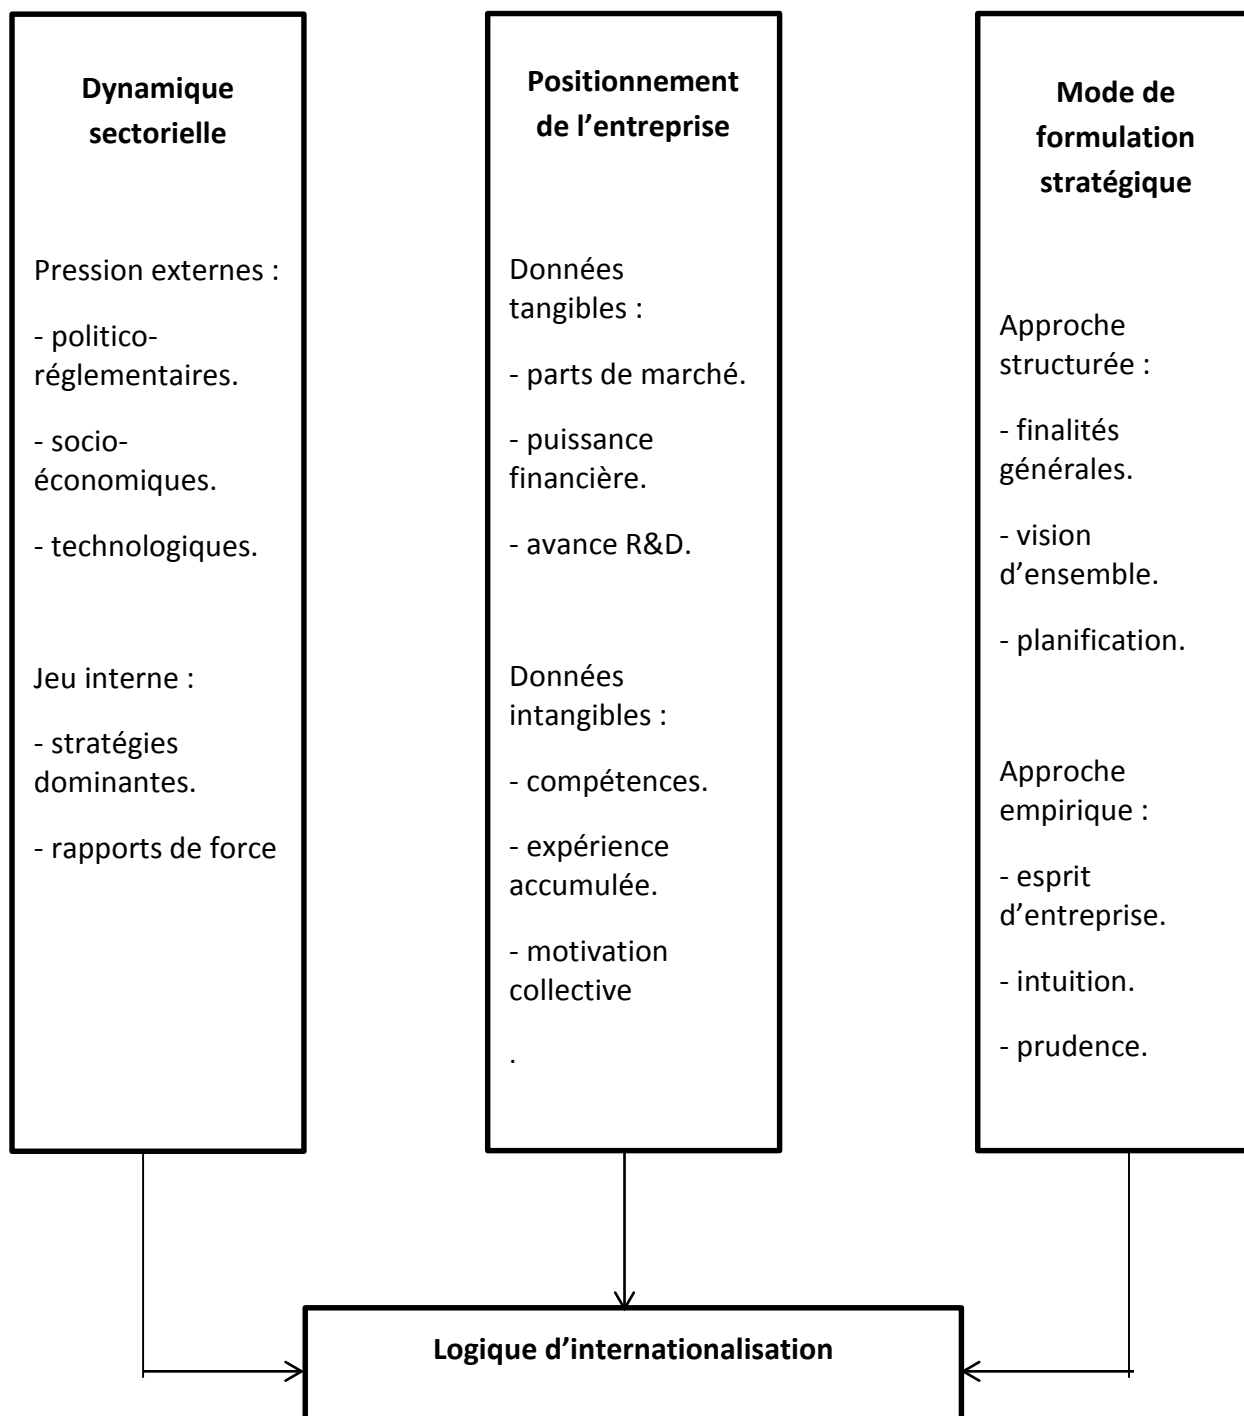 Dynamique
sectorielle
Pression externes :
- politico-
réglementaires.
- socio-
économiques.
- technologiques.
Jeu interne :
- stratégies
dominantes.
- rapports de force
Positionnement
de l’entreprise
Données
tangibles :
- parts de marché.
- puissance
financière.
- avance R&D.
Données
intangibles :
- compétences.
- expérience
accumulée.
- motivation
collective
.
Mode de
formulation
stratégique
Approche
structurée :
- finalités
générales.
- vision
d’ensemble.
- planification.
Approche
empirique :
- esprit
d’entreprise.
- intuition.
- prudence.
Logique d’internationalisation